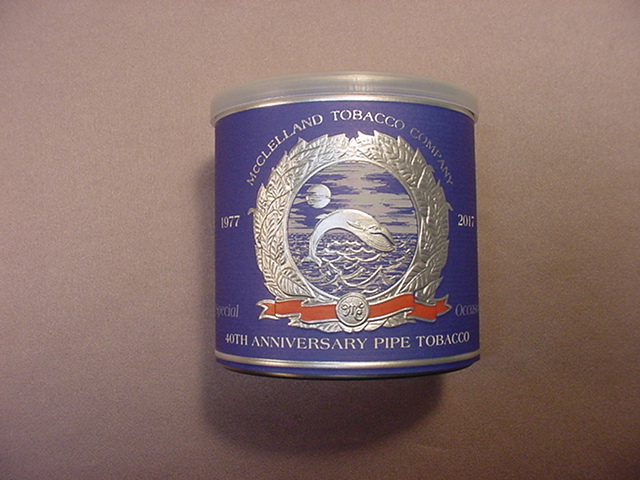 McCLELLAND TOBACCO COMPANY
1977 2017
40TH ANNIVERSARY PIPE TOBACCO